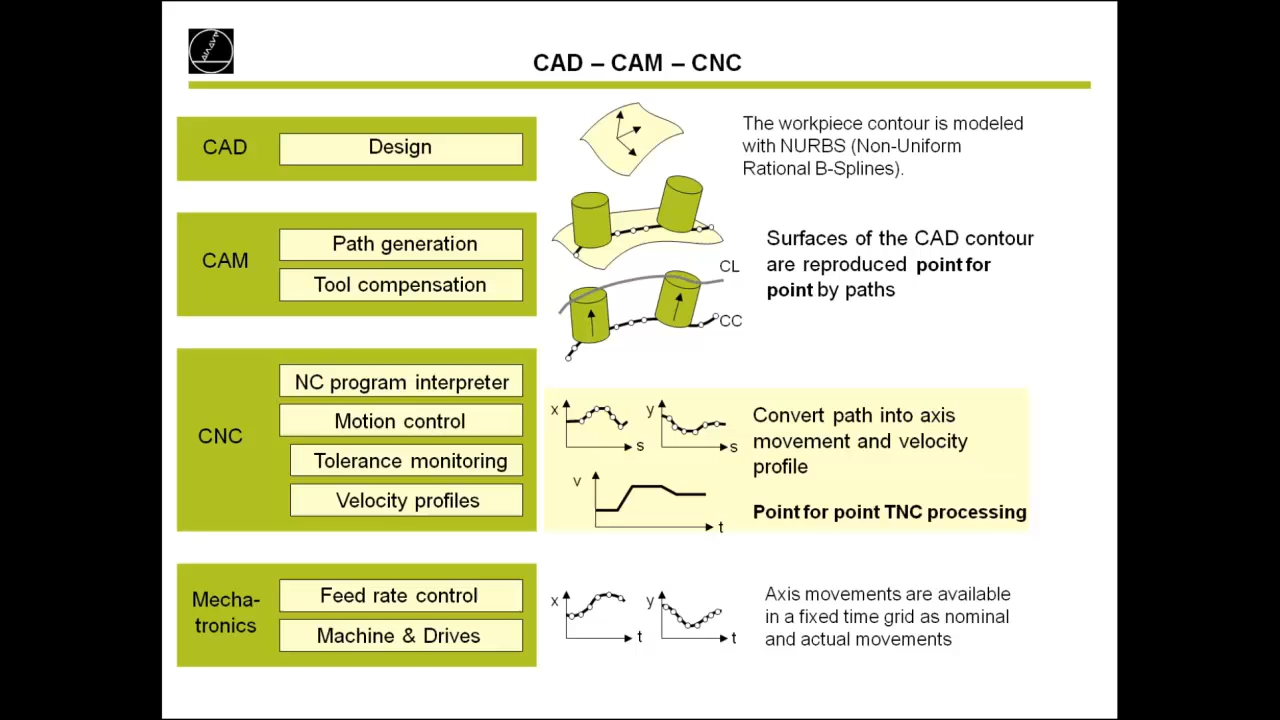 CAD – CAM – CNC
CAD
Design
The workpiece contour is modeled
with NURBS (Non-Uniform
Rational B-Splines).
CAM
Path generation
Tool compensation
Surfaces of the CAD contour
are reproduced point for
point by paths
CL
CC
CNC
NC program interpreter
Motion control
Tolerance monitoring
Velocity profiles
x
s
y
s
v
t
Convert path into axis
movement and velocity
profile
Point for point TNC processing
Mecha-
tronics
Feed rate control
Machine & Drives
x
t
y
t
Axis movements are available
in a fixed time grid as nominal
and actual movements